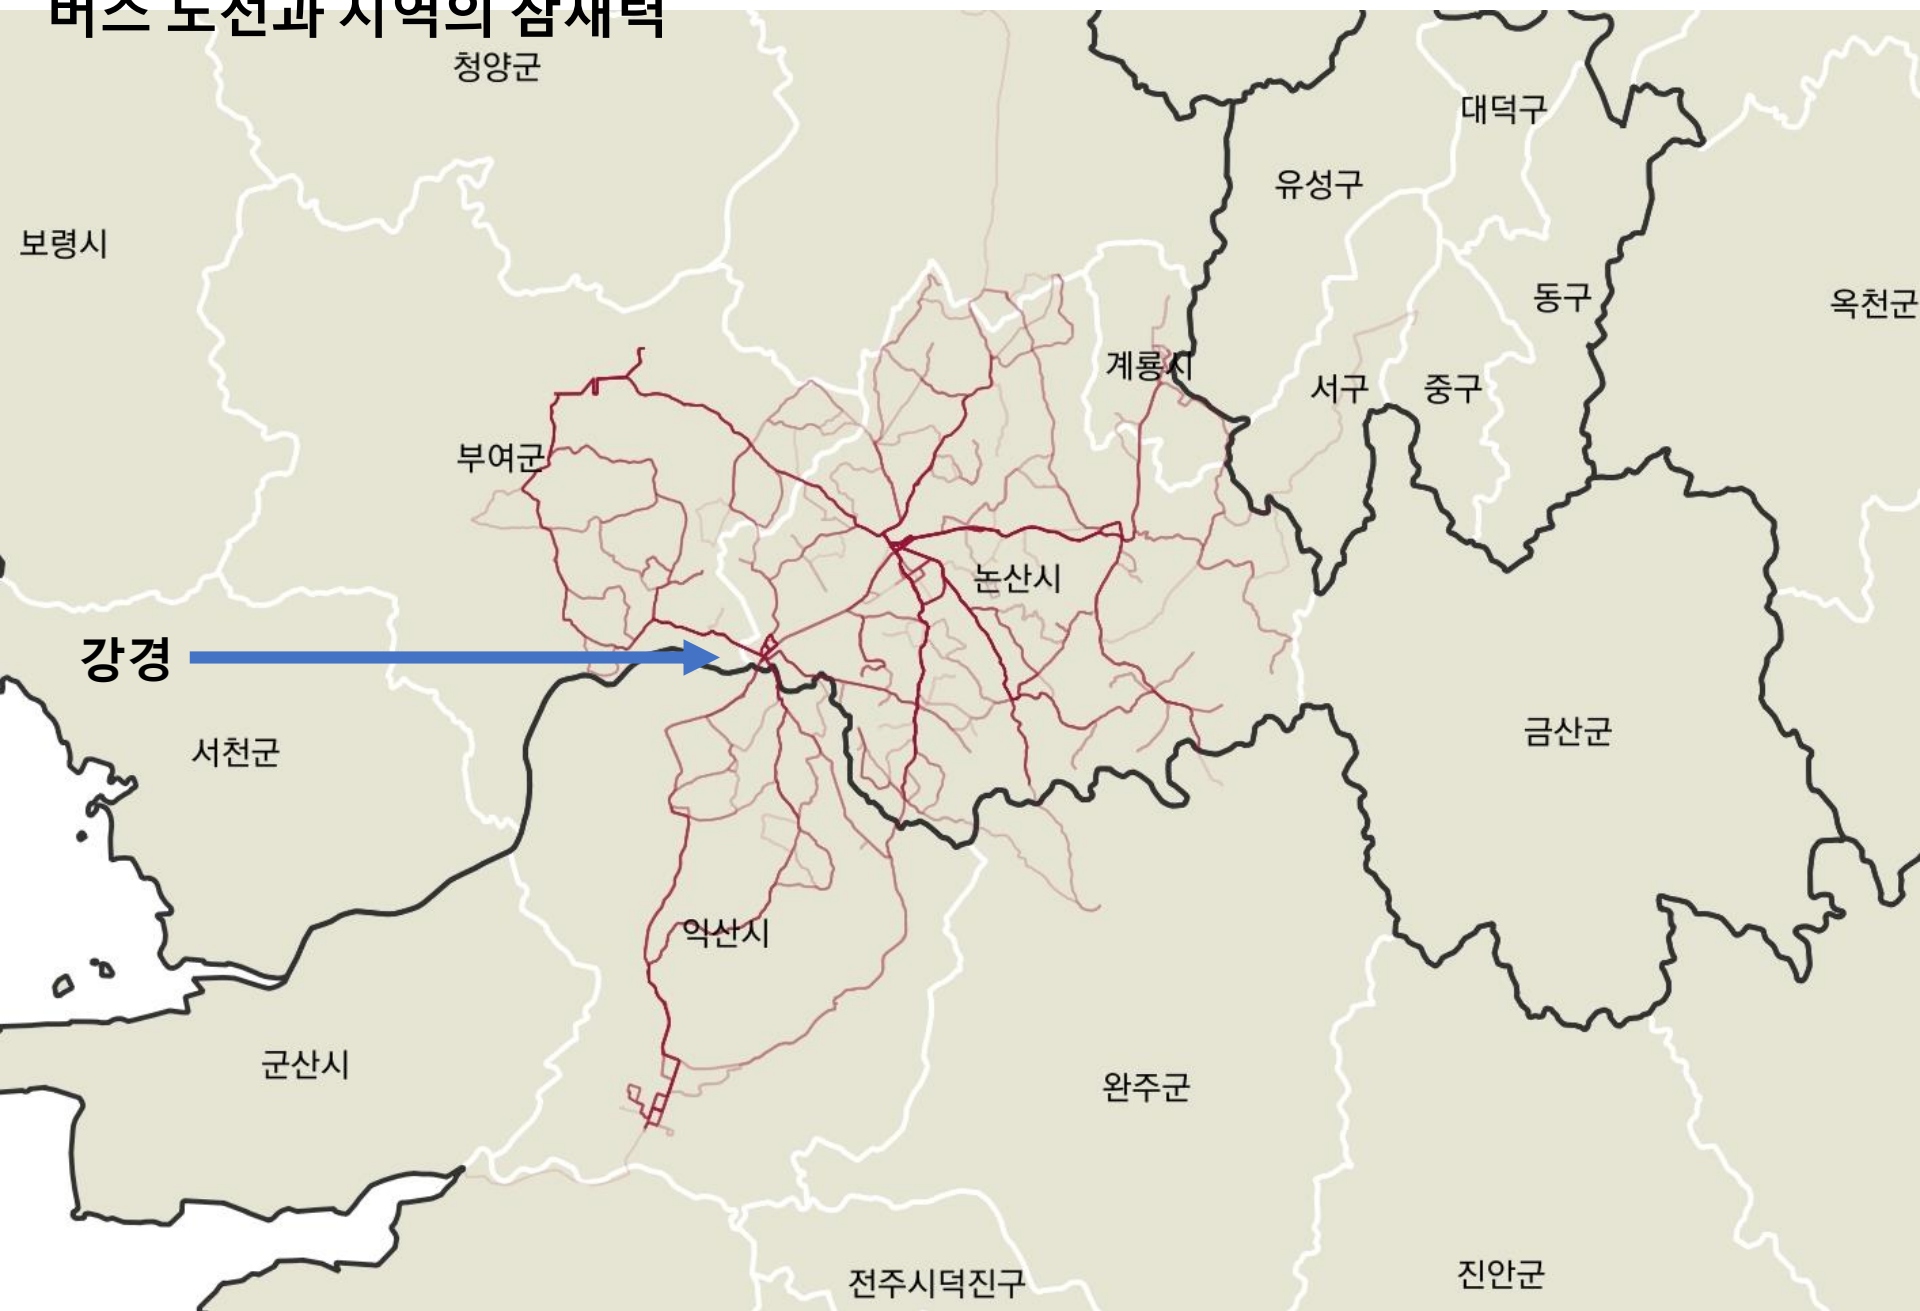 버스 노선과 지역의 잠재력
청양군
대덕구
유성구
보령시
동구
옥천군
계룡시
서구
중구
부여군
논산시
강경
금산군
서천군
익산시
군산시
완주군
전주시덕진구
진안군